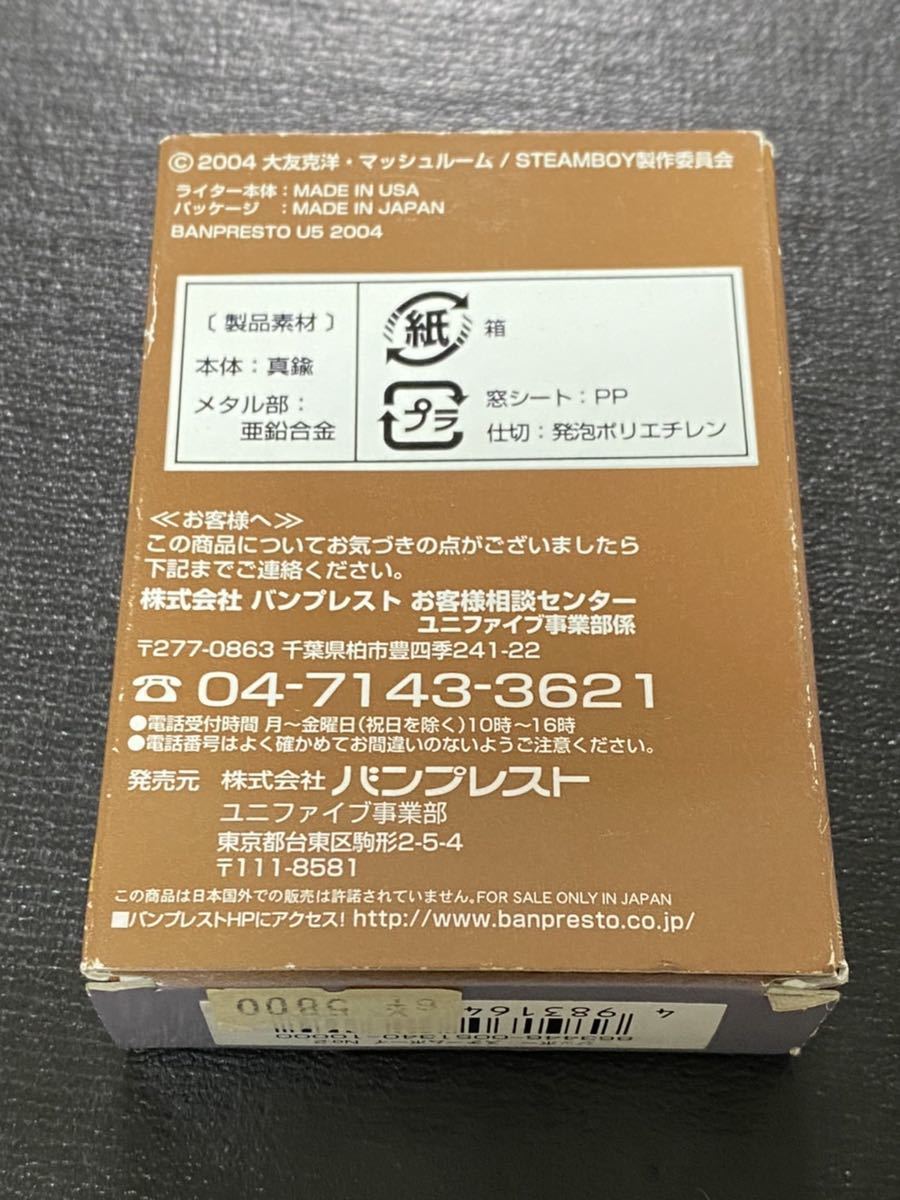 ©2004 大友克洋・マッシュルーム / STEAMBOY製作委員会
ライター本体：MADE IN USA
パッケージ ：MADE IN JAPAN
BANPRESTO U5 2004
〔 製品素材 〕
本体：真鍮
メタル部：
亜鉛合金
紙 箱
プラ 窓シート：PP
仕切：発泡ポリエチレン
≪お客様へ≫
この商品についてお気づきの点がございましたら
下記までご連絡ください。
株式会社 バンプレスト お客様相談センター
ユニファイブ事業部係
〒277-0863 千葉県柏市豊四季241-22
☎ 04-7143-3621
●電話受付時間 月〜金曜日(祝日を除く)10時〜16時
●電話番号はよく確かめてお間違いのないようご注意ください。
発売元 株式会社 バンプレスト
ユニファイブ事業部
東京都台東区駒形2-5-4
〒111-8581
この商品は日本国外での販売は許諾されていません。FOR SALE ONLY IN JAPAN
■バンプレストHPにアクセス! http://www.banpresto.co.jp/
4 983164
ジッポー スチームボーイ No.2